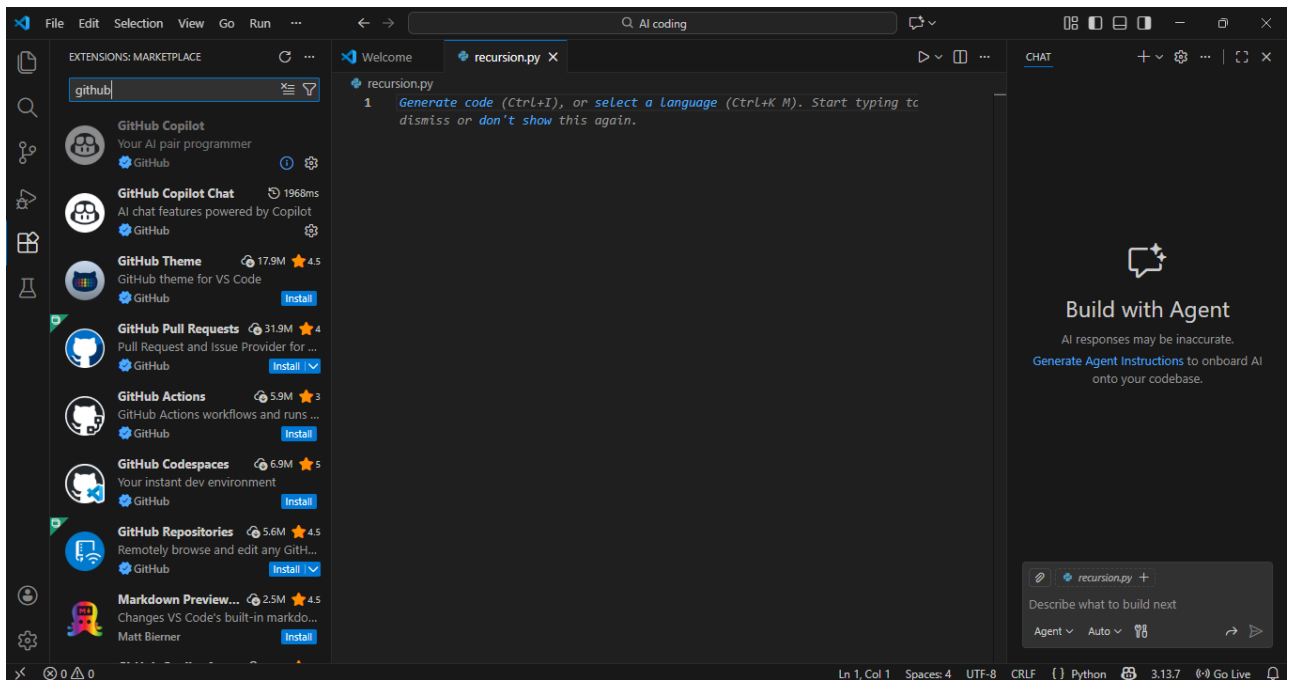 File Edit Selection View Go Run ···
AI coding
EXTENSIONS: MARKETPLACE
github
GitHub Copilot
Your AI pair programmer
GitHub
GitHub Copilot Chat 1968ms
AI chat features powered by Copilot
GitHub
GitHub Theme 17.9M 4.5
GitHub theme for VS Code
GitHub Install
GitHub Pull Requests 31.9M 4
Pull Request and Issue Provider for ...
GitHub Install
GitHub Actions 5.9M 3
GitHub Actions workflows and runs ...
GitHub Install
GitHub Codespaces 6.9M 5
Your instant dev environment
GitHub Install
GitHub Repositories 5.6M 4.5
Remotely browse and edit any GitH...
GitHub Install
Markdown Preview... 2.5M 4.5
Changes VS Code's built-in markdo...
Matt Bierner Install
Welcome recursion.py
recursion.py
1 Generate code (Ctrl+I), or select a language (Ctrl+K M). Start typing to
dismiss or don't show this again.
CHAT
Build with Agent
AI responses may be inaccurate.
Generate Agent Instructions to onboard AI
onto your codebase.
recursion.py
Describe what to build next
Agent Auto
0 0 Ln 1, Col 1 Spaces: 4 UTF-8 CRLF { } Python 3.13.7 Go Live